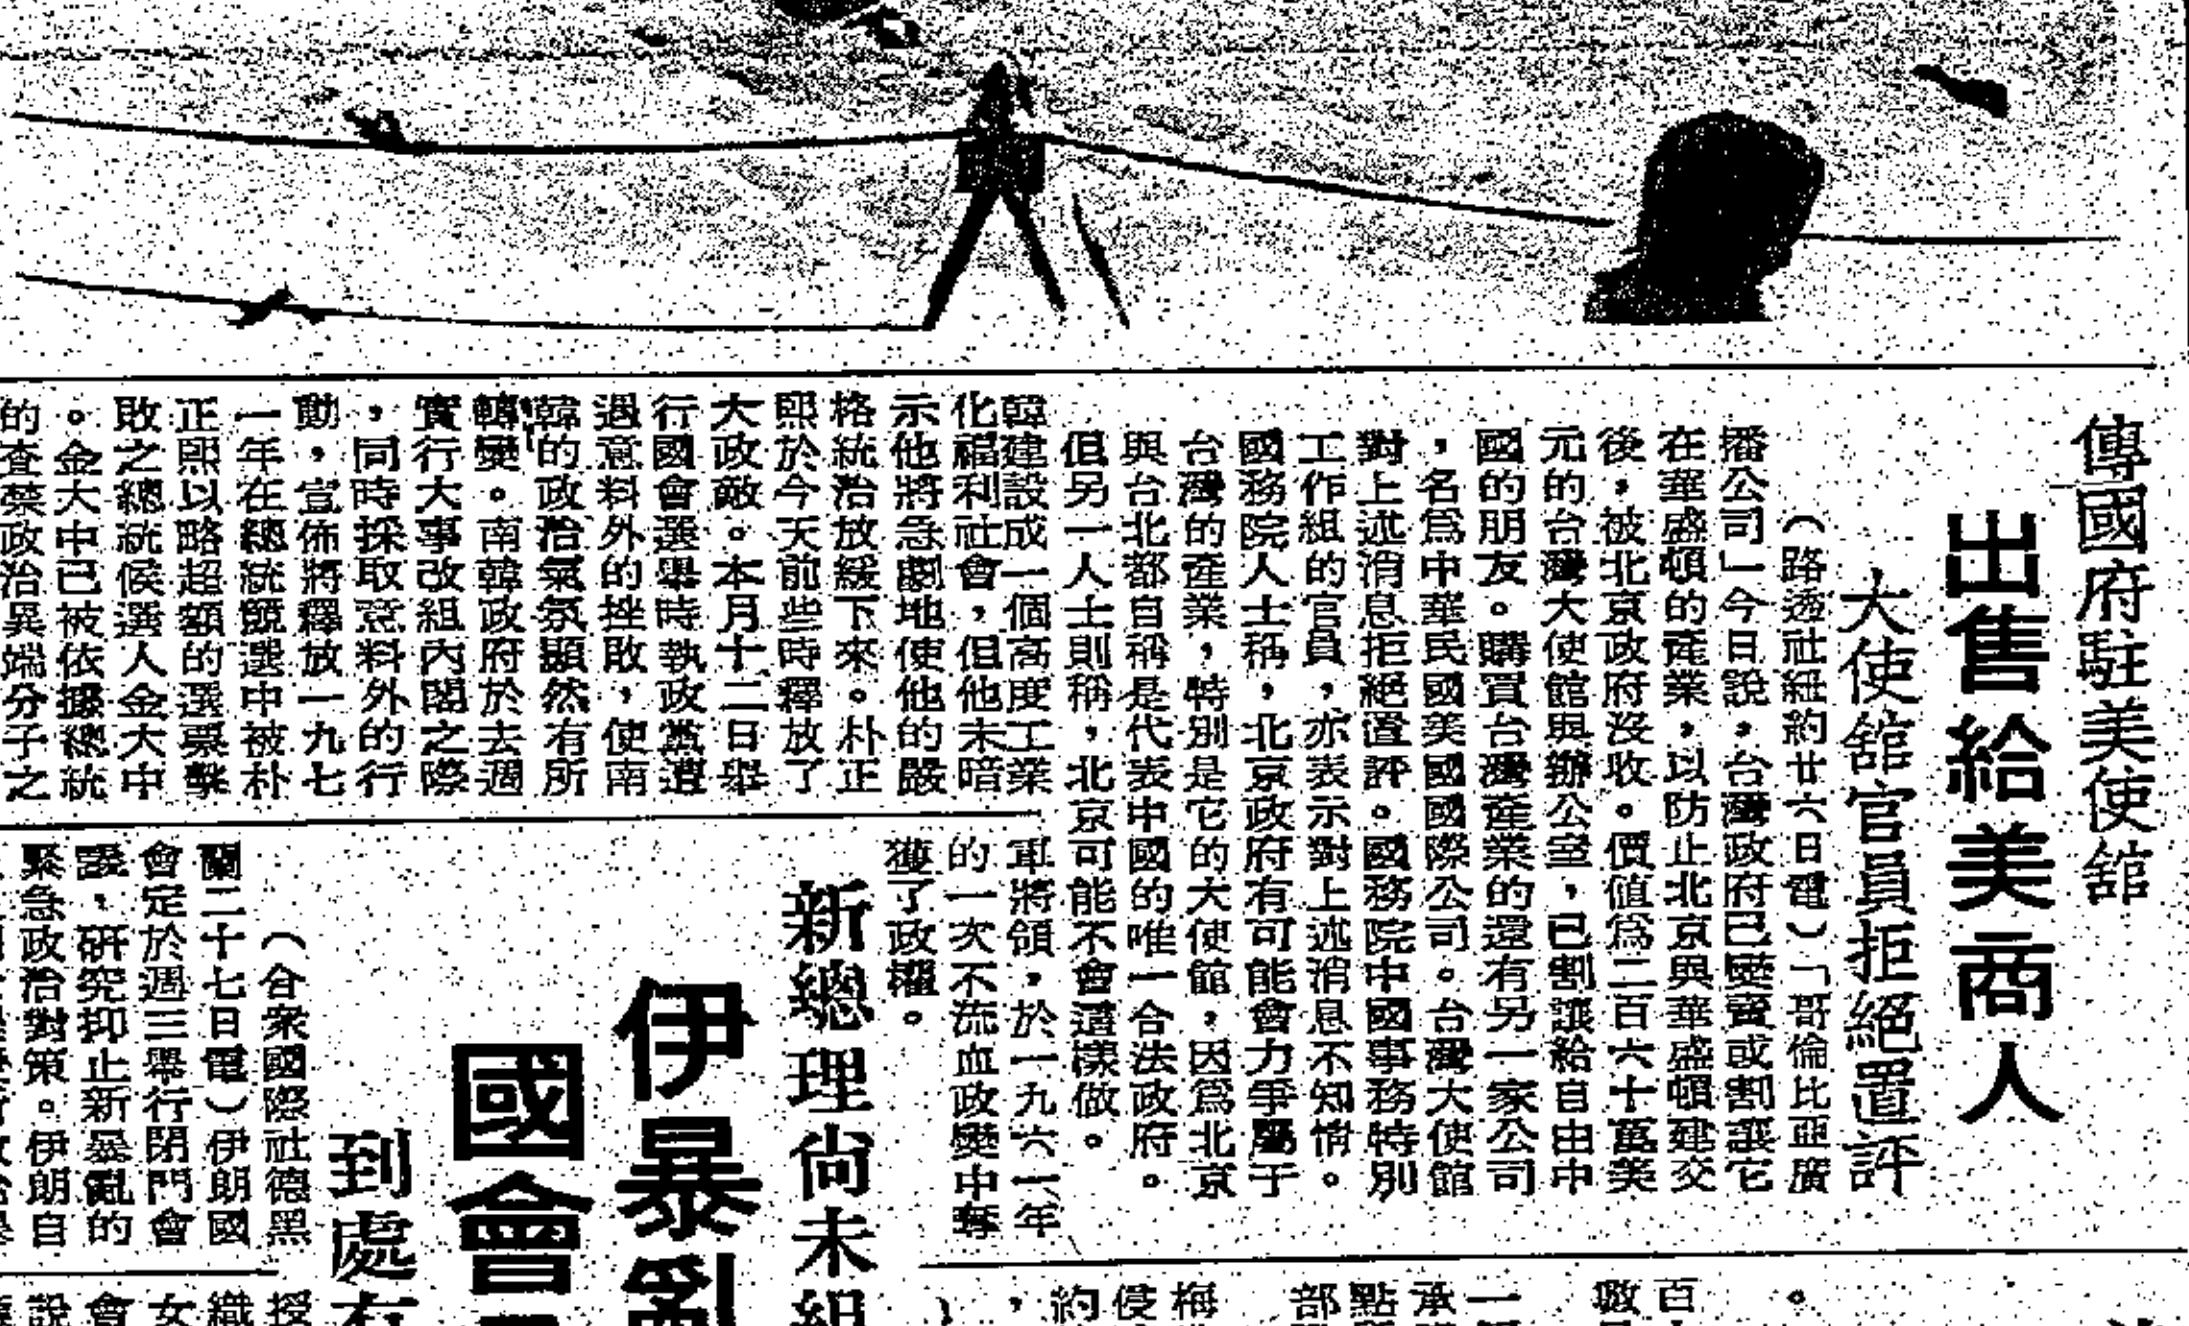 傳國府駐美使舘
出售給美商人
大使舘官員拒絕置評
（路透社紐約廿六日電）「哥倫比亞廣
播公司」今日說，台灣政府已變賣或割讓它
在華盛頓的產業，以防止北京與華盛頓建交
後，被北京政府沒收。價值為二百六十萬美
元的台灣大使館與辦公室，已割讓給自由中
國的朋友。購買台灣產業的還有另一家公司
，名為中華民國美國國際公司。台灣大使館
對上述消息拒絕置評。國務院中國事務特別
工作組的官員，亦表示對上述消息不知情。
國務院人士稱，北京政府有可能會力爭屬于
台灣的產業，特別是它的大使館，因為北京
與台北都自稱是代表中國的唯一合法政府。
但另一人士則稱，北京可能不會這樣做。
韓建設成一個高度工業
化福利社會，但他未暗
示他將急劇地使他的嚴
格統治放緩下來。朴正
熙於今天前些時釋放了
大政敵。本月十二日舉
行國會選舉時執政黨遭
遇意料外的挫敗，使南
韓的政治氣氛顯然有所
轉變。南韓政府於去週
實行大事改組內閣之際
，同時採取意料外的行
動，宣佈將釋放一九七
一年在總統競選中被朴
正熙以略超額的選票擊
敗之總統候選人金大中
。金大中已被依據總統
的查禁政治異端分子之
軍將領，於一九六一年
的一次不流血政變中奪
獲了政權。
新總理尙未組
伊暴亂
國會
到處有
（合衆國際社德黑
蘭二十七日電）伊朗國
會定於週三舉行閉門會
議，研究抑止新暴亂的
緊急政治對策。伊朗自
。
百
敬
一
承
點
部
梅
侵
約
，
授
織
女
會
說